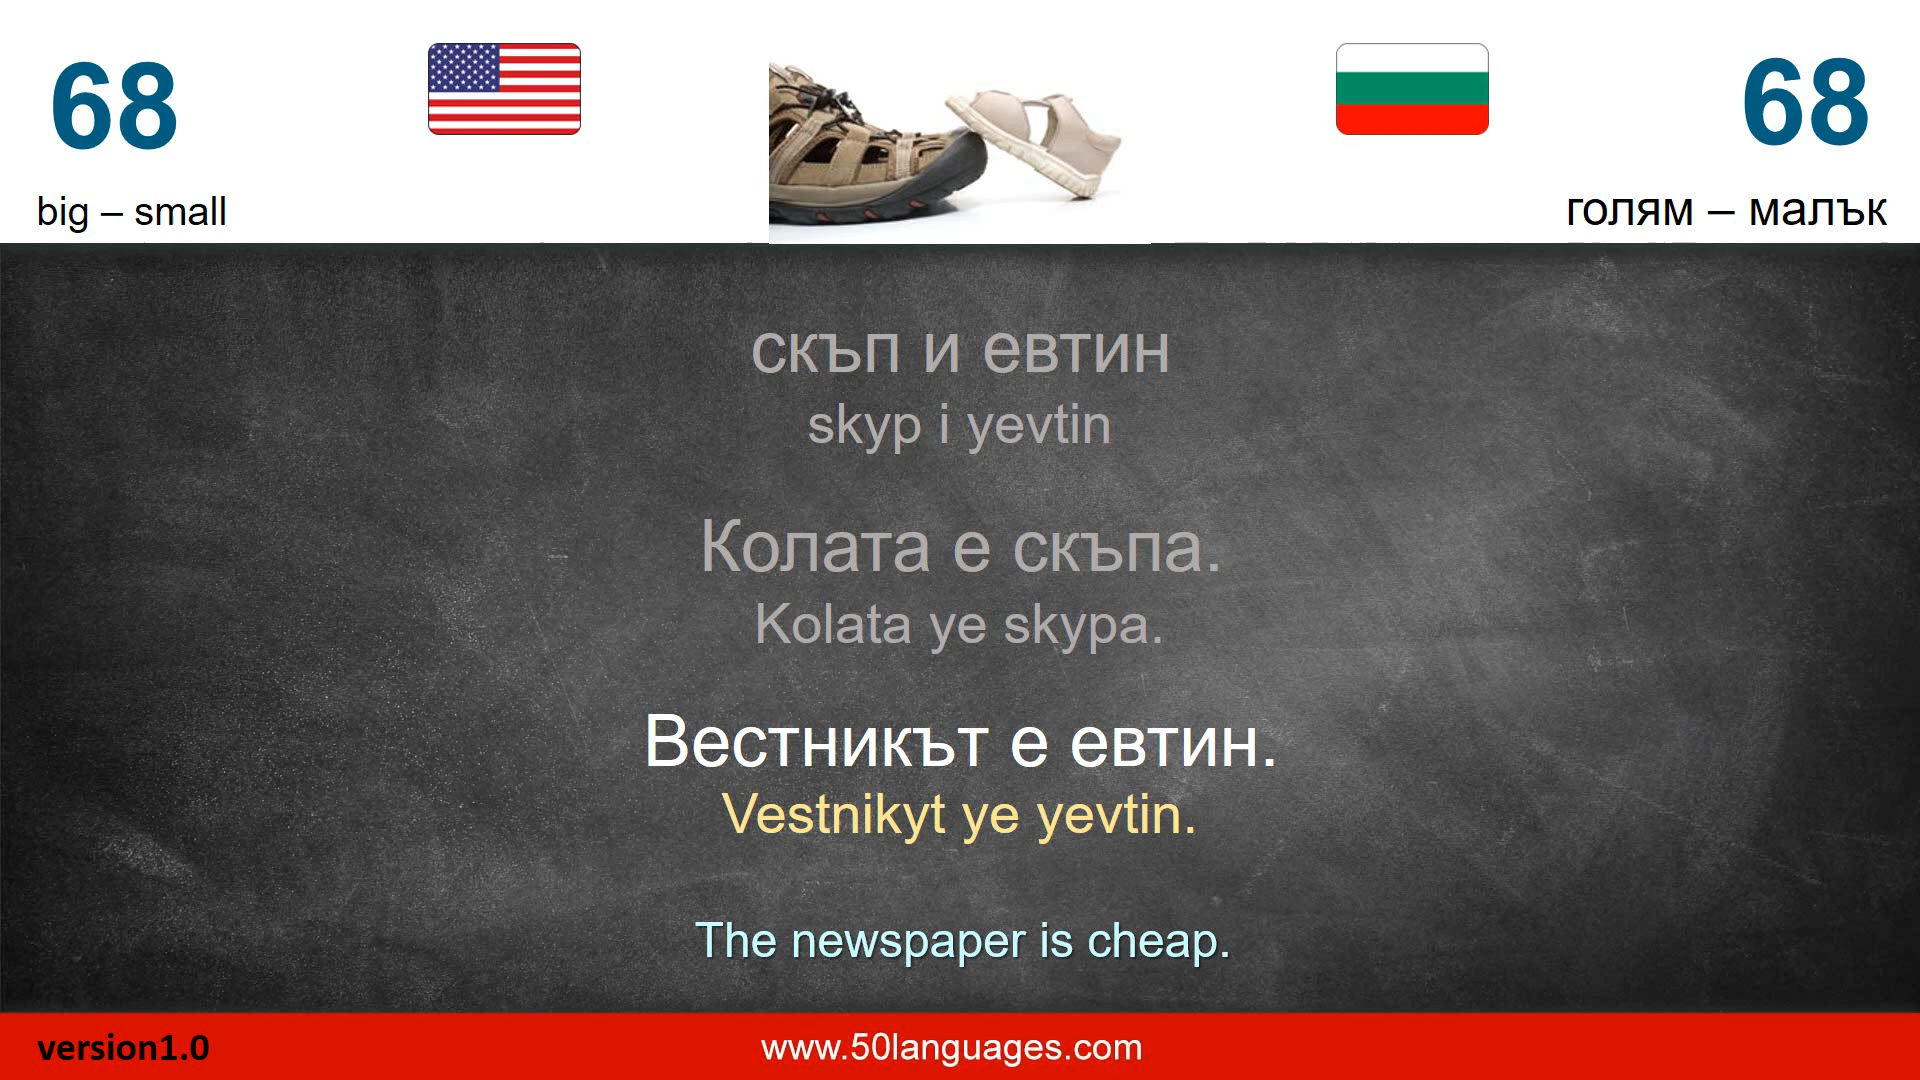 68
68
big – small
голям – малък
скъп и евтин
skyp i yevtin
Колата е скъпа.
Kolata ye skypa.
Вестникът е евтин.
Vestnikyt ye yevtin.
The newspaper is cheap.
version1.0
www.50languages.com